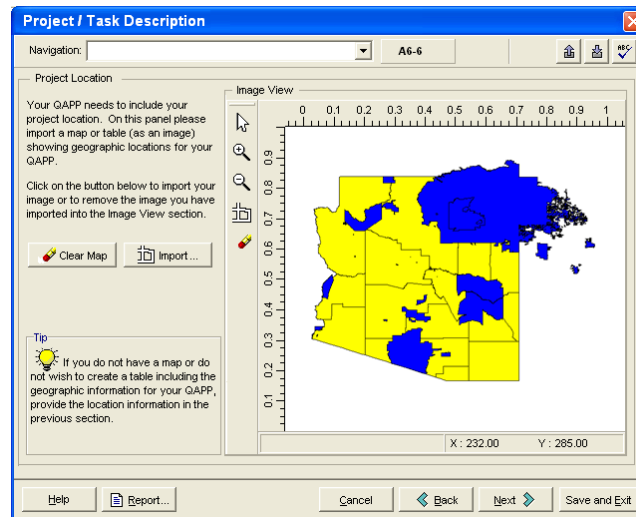 Project / Task Description
Navigation:
A6-6
ABC
Project Location
Your QAPP needs to include your
project location. On this panel please
import a map or table (as an image)
showing geographic locations for your
QAPP.
Click on the button below to import your
image or to remove the image you have
imported into the Image View section.
Clear Map
Import ...
Tip
If you do not have a map or do
not wish to create a table including the
geographic information for your QAPP,
provide the location information in the
previous section.
Image View
0 0.1 0.2 0.3 0.4 0.5 0.6 0.7 0.8 0.9 1
0.9
0.8
0.7
0.6
0.5
0.4
0.3
0.2
0.1
X : 232.00 Y : 285.00
Help
Report...
Cancel
Back
Next
Save and Exit